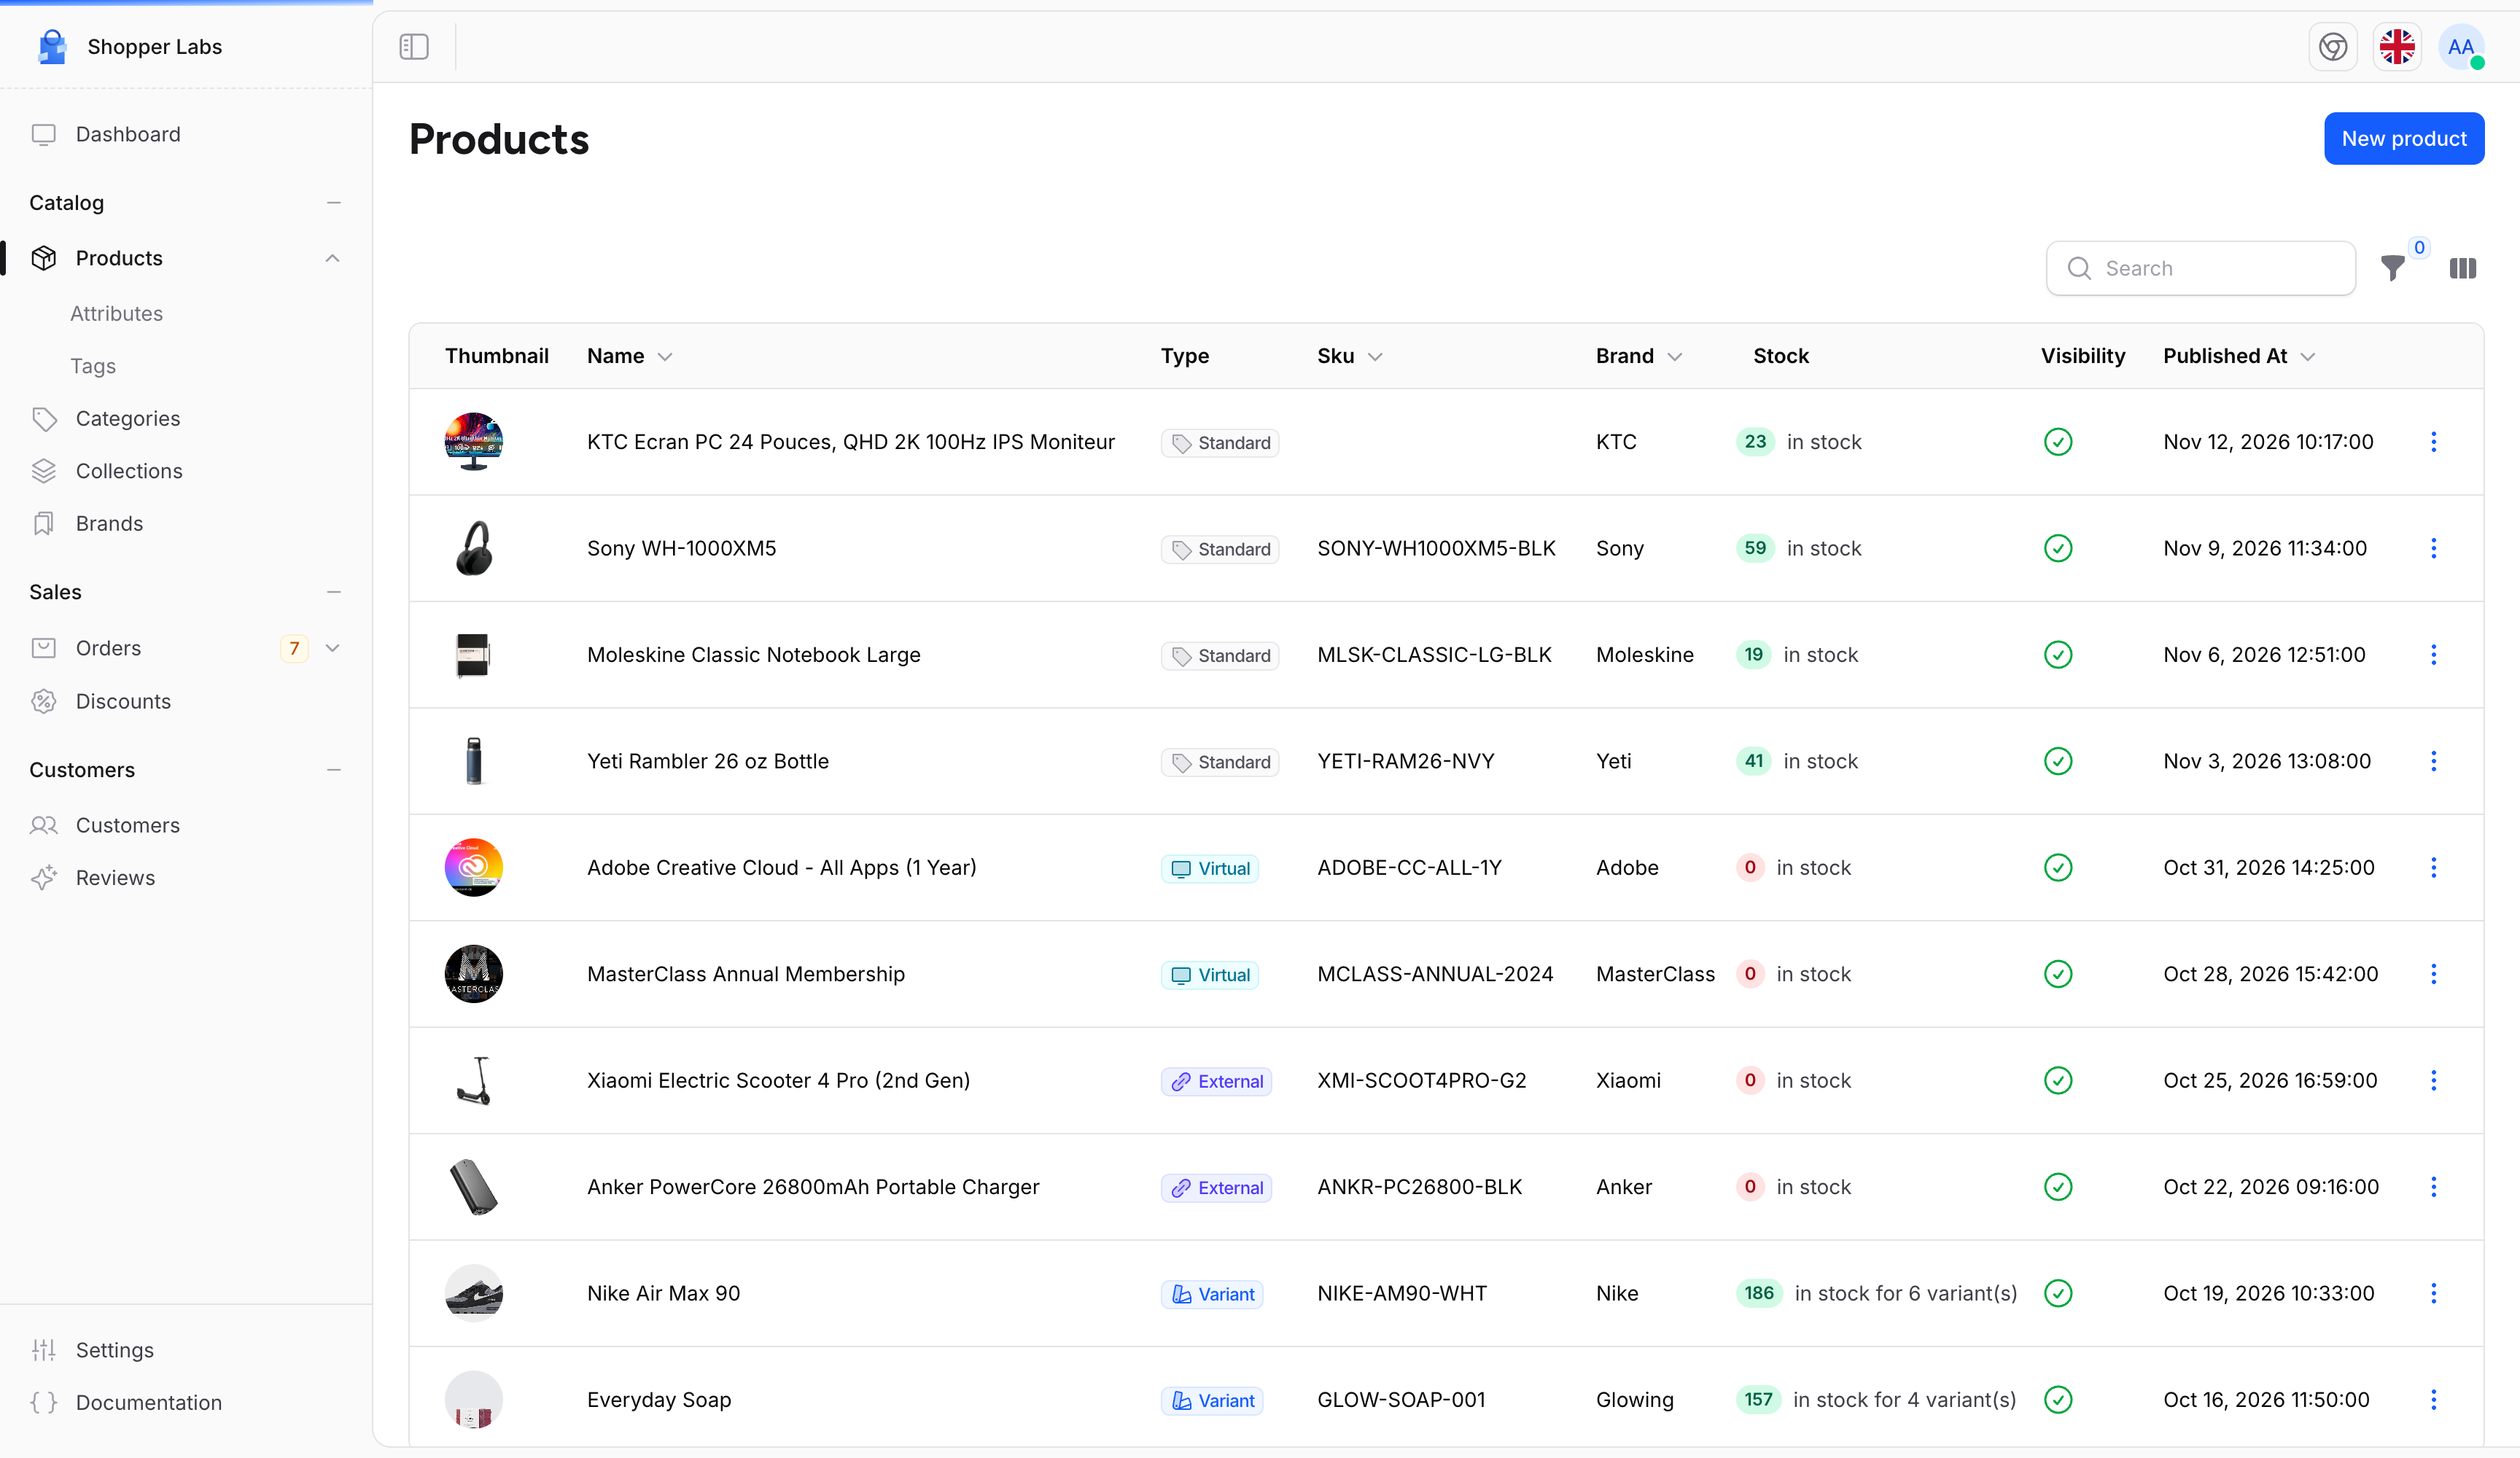 Shopper Labs
AA
Dashboard
Catalog
Products
Attributes
Tags
Categories
Collections
Brands
Sales
Orders 7
Discounts
Customers
Customers
Reviews
Settings
Documentation
Products
New product
Search
0
Thumbnail Name Type Sku Brand Stock Visibility Published At
KTC Ecran PC 24 Pouces, QHD 2K 100Hz IPS Moniteur Standard KTC 23 in stock Nov 12, 2026 10:17:00
Sony WH-1000XM5 Standard SONY-WH1000XM5-BLK Sony 59 in stock Nov 9, 2026 11:34:00
Moleskine Classic Notebook Large Standard MLSK-CLASSIC-LG-BLK Moleskine 19 in stock Nov 6, 2026 12:51:00
Yeti Rambler 26 oz Bottle Standard YETI-RAM26-NVY Yeti 41 in stock Nov 3, 2026 13:08:00
Adobe Creative Cloud - All Apps (1 Year) Virtual ADOBE-CC-ALL-1Y Adobe 0 in stock Oct 31, 2026 14:25:00
MasterClass Annual Membership Virtual MCLASS-ANNUAL-2024 MasterClass 0 in stock Oct 28, 2026 15:42:00
Xiaomi Electric Scooter 4 Pro (2nd Gen) External XMI-SCOOT4PRO-G2 Xiaomi 0 in stock Oct 25, 2026 16:59:00
Anker PowerCore 26800mAh Portable Charger External ANKR-PC26800-BLK Anker 0 in stock Oct 22, 2026 09:16:00
Nike Air Max 90 Variant NIKE-AM90-WHT Nike 186 in stock for 6 variant(s) Oct 19, 2026 10:33:00
Everyday Soap Variant GLOW-SOAP-001 Glowing 157 in stock for 4 variant(s) Oct 16, 2026 11:50:00